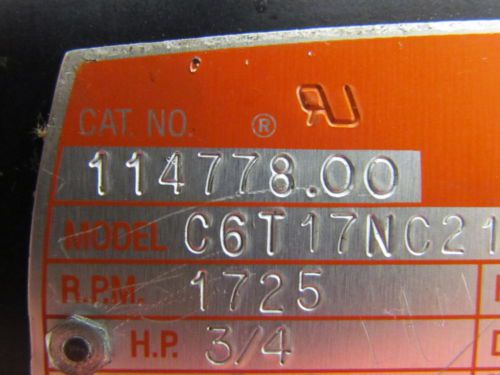 CAT. NO. ®
114778.00
MODEL C6T17NC21
R.P.M. 1725
H.P. 3/4